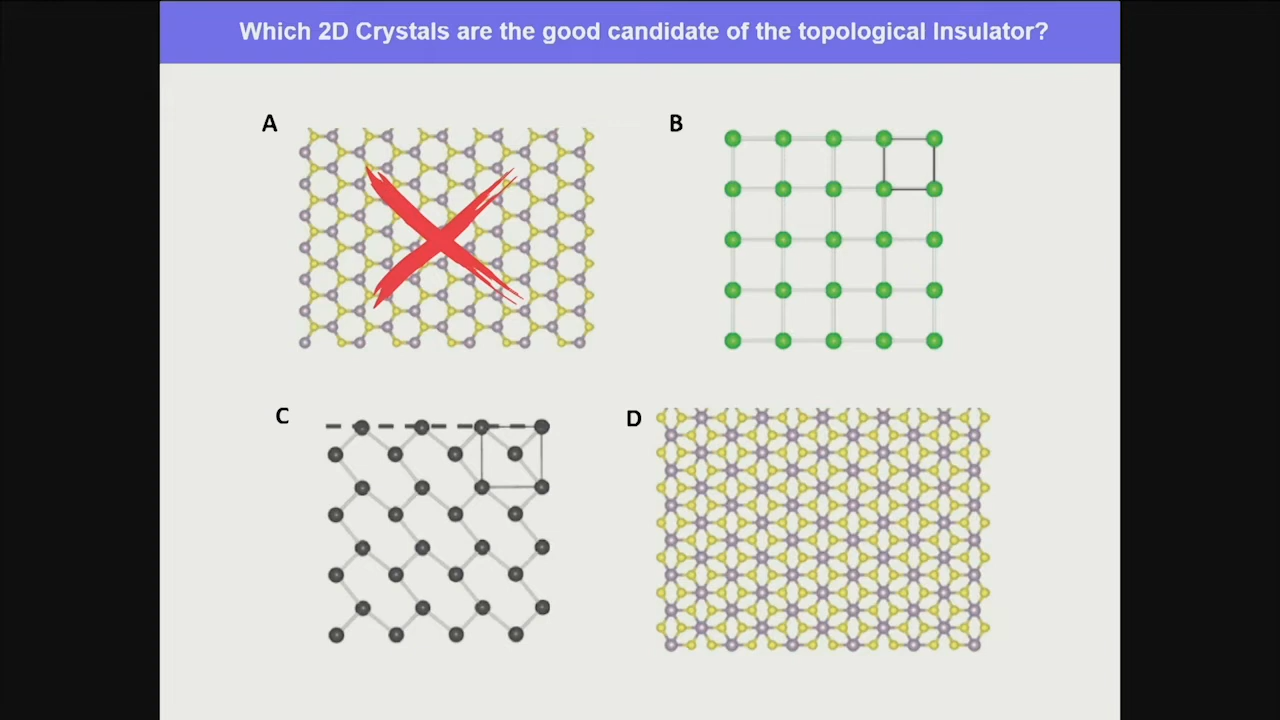 Which 2D Crystals are the good candidate of the topological Insulator?
A
B
C
D